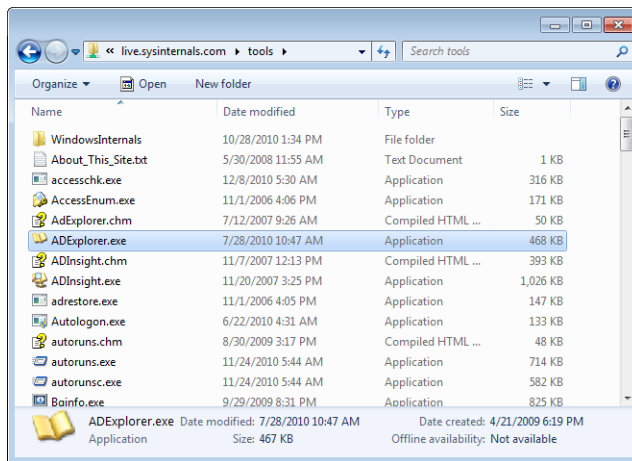 « live.sysinternals.com ▸ tools ▸ Search tools
Organize ▾ Open New folder
Name Date modified Type Size
WindowsInternals 10/28/2010 1:34 PM File folder
About_This_Site.txt 5/30/2008 11:55 AM Text Document 1 KB
accesschk.exe 12/8/2010 5:30 AM Application 316 KB
AccessEnum.exe 11/1/2006 4:06 PM Application 171 KB
AdExplorer.chm 7/12/2007 9:26 AM Compiled HTML ... 50 KB
ADExplorer.exe 7/28/2010 10:47 AM Application 468 KB
ADInsight.chm 11/7/2007 12:13 PM Compiled HTML ... 393 KB
ADInsight.exe 11/20/2007 3:25 PM Application 1,026 KB
adrestore.exe 11/1/2006 4:05 PM Application 147 KB
Autologon.exe 6/22/2010 4:31 AM Application 133 KB
autoruns.chm 8/30/2009 3:17 PM Compiled HTML ... 48 KB
autoruns.exe 11/24/2010 5:44 AM Application 714 KB
autorunsc.exe 11/24/2010 5:44 AM Application 582 KB
Bginfo.exe 9/29/2009 8:31 PM Application 825 KB
ADExplorer.exe Date modified: 7/28/2010 10:47 AM Date created: 4/21/2009 6:19 PM
Application Size: 467 KB Offline availability: Not available